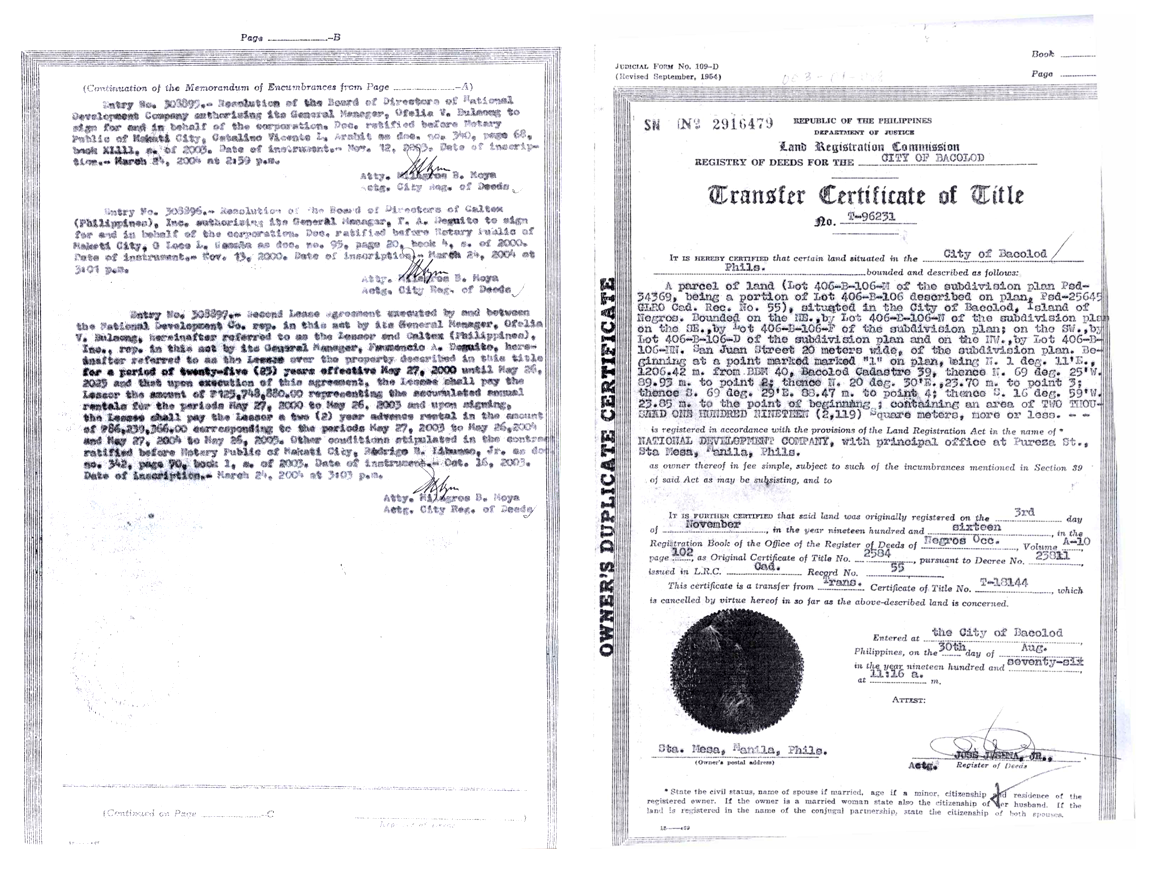 Page -B
(Continuation of the Memorandum of Encumbrances from Page -A)
Entry No. 308895.- Resolution of the Board of Directors of National
Development Company authorizing its General Manager, Ofelia V. Bulaong to
sign for and in behalf of the corporation. Doc. ratified before Notary
Public of Makati City, Catalino Vicente L. Arabit as doc. no. 340, page 68,
book XLIII, s. of 2003. Date of instrument.- Nov. 12, 2003. Date of inscrip-
tion.- March 24, 2004 at 2:59 p.m.
Atty. Milagros B. Moya
Actg. City Reg. of Deeds
Entry No. 308896.- Resolution of the Board of Directors of Caltex
(Philippines), Inc. authorizing its General Manager, F. A. Deguito to sign
for and in behalf of the corporation. Doc. ratified before Notary Public of
Makati City, O Loce L. as doc. no. 95, page 20, book 4, s. of 2000.
Date of instrument.- Nov. 13, 2000. Date of inscription.- March 24, 2004 at
3:01 p.m.
Atty. Milagros B. Moya
Actg. City Reg. of Deeds
Entry No. 308897.- Second Lease Agreement executed by and between
the National Development Co. rep. in this act by its General Manager, Ofelia
V. Bulaong, hereinafter referred to as the Lessor and Caltex (Philippines),
Inc., rep. in this act by its General Manager, A. Deguito, here-
inafter referred to as the Lessee over the property described in this title
for a period of twenty-five (25) years effective May 27, 2000 until May 26,
2025 and that upon execution of this agreement, the Lessee shall pay the
Lessor the amount of ₱125,748,880.00 representing the accumulated annual
rentals for the periods May 27, 2000 to May 26, 2003 and upon signing,
the Lessee shall pay the Lessor a two (2) year advance rental in the amount
of ₱86,239,366.00 corresponding to the periods May 27, 2003 to May 26,2004
and May 27, 2004 to May 26, 2005. Other conditions stipulated in the contract
ratified before Notary Public of Makati City, Rodrigo B. Jr. as doc
no. 342, page 70, book 1, s. of 2003. Date of instrument.- Oct. 16, 2003.
Date of inscription.- March 24, 2004 at 3:03 p.m.
Atty. Milagros B. Moya
Actg. City Reg. of Deeds
(Continued on Page -C )
JUDICIAL FORM NO. 109-D
(Revised September, 1954)
Book
Page
SN No 2916479
REPUBLIC OF THE PHILIPPINES
DEPARTMENT OF JUSTICE
Land Registration Commission
REGISTRY OF DEEDS FOR THE CITY OF BACOLOD
Transfer Certificate of Title
No. T-96231
IT IS HEREBY CERTIFIED that certain land situated in the City of Bacolod
Phils. bounded and described as follows:
A parcel of land (Lot 406-B-106-M of the subdivision plan Psd-
34369, being a portion of Lot 406-B-106 described on plan, Psd-25645
GLRO Cad. Rec. No. 55), situated in the City of Bacolod, Island of
Negros. Bounded on the NE.,by Lot 406-B-106-N of the subdivision plan
on the SE.,by Lot 406-B-106-F of the subdivision plan; on the SW.,by
Lot 406-B-106-D of the subdivision plan and on the NW.,by Lot 406-B-
106-NN. San Juan Street 20 meters wide, of the subdivision plan. Be-
ginning at a point marked marked "1" on plan, being N. 1 deg. 11'E.,
1206.42 m. from BBM 40, Bacolod Cadastre 39, thence N. 69 deg. 25'W.
89.93 m. to point 2; thence N. 20 deg. 30'E.,23.70 m. to point 3;
thence S. 69 deg. 29'E. 88.47 m. to point 4; thence S. 16 deg. 59'W.
23.85 m. to the point of beginning ; containing an area of TWO THOU-
SAND ONE HUNDRED NINETEEN (2,119) Square meters, more or less. - -
is registered in accordance with the provisions of the Land Registration Act in the name of *
NATIONAL DEVELOPMENT COMPANY, with principal office at Pureza St.,
Sta Mesa, Manila, Phils.
as owner thereof in fee simple, subject to such of the incumbrances mentioned in Section 39
of said Act as may be subsisting, and to
IT IS FURTHER CERTIFIED that said land was originally registered on the 3rd day
of November, in the year nineteen hundred and sixteen, in the
Registration Book of the Office of the Register of Deeds of Negros Occ., Volume A-10
page 102, as Original Certificate of Title No. 2584, pursuant to Decree No. 23811
issued in L.R.C. Cad. Record No. 55
This certificate is a transfer from Trans. Certificate of Title No. T-18144, which
is cancelled by virtue hereof in so far as the above-described land is concerned.
OWNER'S DUPLICATE CERTIFICATE
Entered at the City of Bacolod
Philippines, on the 30th day of Aug.
in the year nineteen hundred and seventy-six
at 11:16 a. m.
ATTEST:
Sta. Mesa, Manila, Phils.
(Owner's postal address)
Actg. Register of Deeds
* State the civil status, name of spouse if married, age if a minor, citizenship and residence of the
registered owner. If the owner is a married woman state also the citizenship of her husband. If the
land is registered in the name of the conjugal partnership, state the citizenship of both spouses.